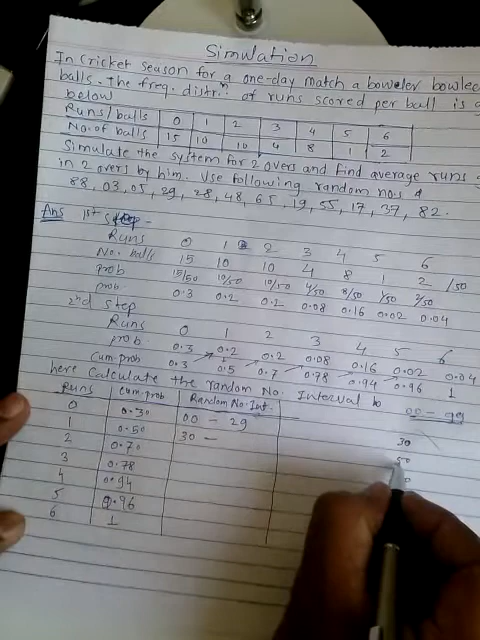 Simulation
In Cricket season for a one-day match a bowler bowled
balls. The freq. distri.n of runs scored per ball is
below
Runs/balls 0 1 2 3 4 5 6
No. of balls 15 10 10 4 8 1 2
Simulate the system for 2 overs and find average runs
in 2 overs by him. Use following random no.s
88, 03, 05, 29, 28, 48, 65, 19, 55, 17, 37, 82.
Ans 1st step -
Runs 0 1 2 3 4 5 6
No. balls 15 10 10 4 8 1 2 /50
prob 15/50 10/50 10/50 4/50 8/50 1/50 2/50
prob. 0.3 0.2 0.2 0.08 0.16 0.02 0.04
2nd step
Runs 0 1 2 3 4 5 6
prob 0.3 0.2 0.2 0.08 0.16 0.02 0.04
Cum.prob 0.3 0.5 0.7 0.78 0.94 0.96 1
here Calculate the random No. Interval to 00 - 99
Runs Cum.prob Random No. Int.
0 0.30 00 - 29
1 0.50 30 -
2 0.70
3 0.78
4 0.94
5 0.96
6 1
30
50